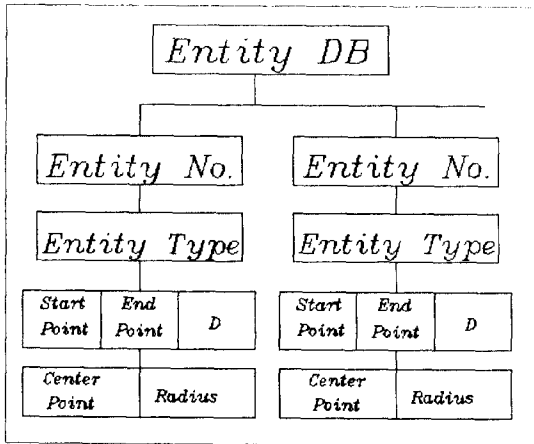 Entity DB
Entity No.
Entity No.
Entity Type
Entity Type
Start Point
End Point
D
Start Point
End Point
D
Center Point
Radius
Center Point
Radius